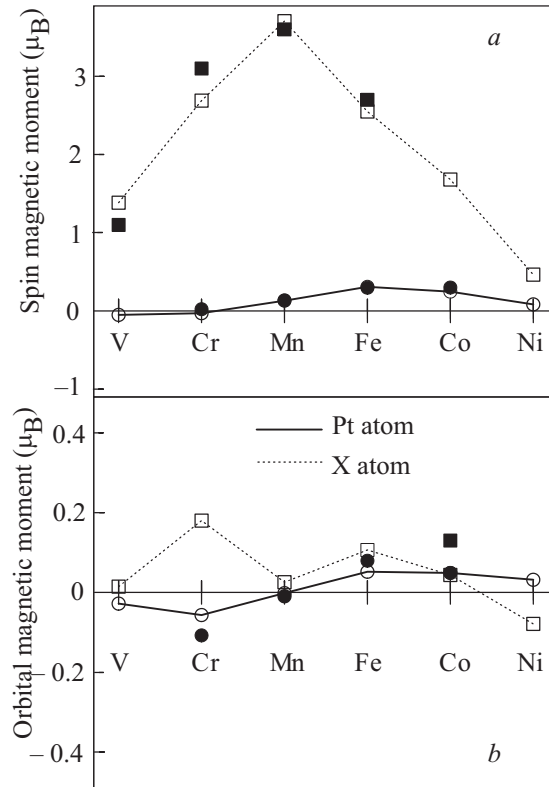 a
Spin magnetic moment (μB)
3
2
1
0
V Cr Mn Fe Co Ni
–1
b
Orbital magnetic moment (μB)
0.4
Pt atom
X atom
0.2
0
V Cr Mn Fe Co Ni
– 0.2
– 0.4